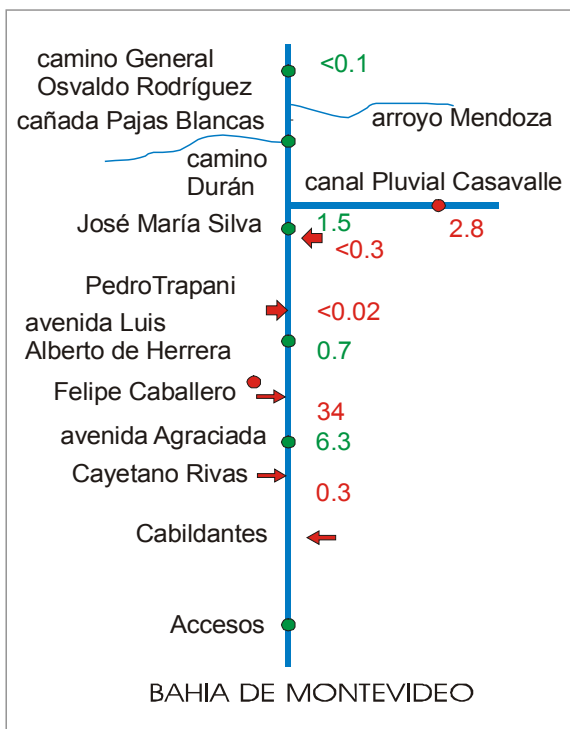 camino General
Osvaldo Rodríguez
<0.1
cañada Pajas Blancas
arroyo Mendoza
camino
Durán
canal Pluvial Casavalle
José María Silva
1.5
2.8
<0.3
PedroTrapani
<0.02
avenida Luis
Alberto de Herrera
0.7
Felipe Caballero
34
avenida Agraciada
6.3
Cayetano Rivas
0.3
Cabildantes
Accesos
BAHIA DE MONTEVIDEO